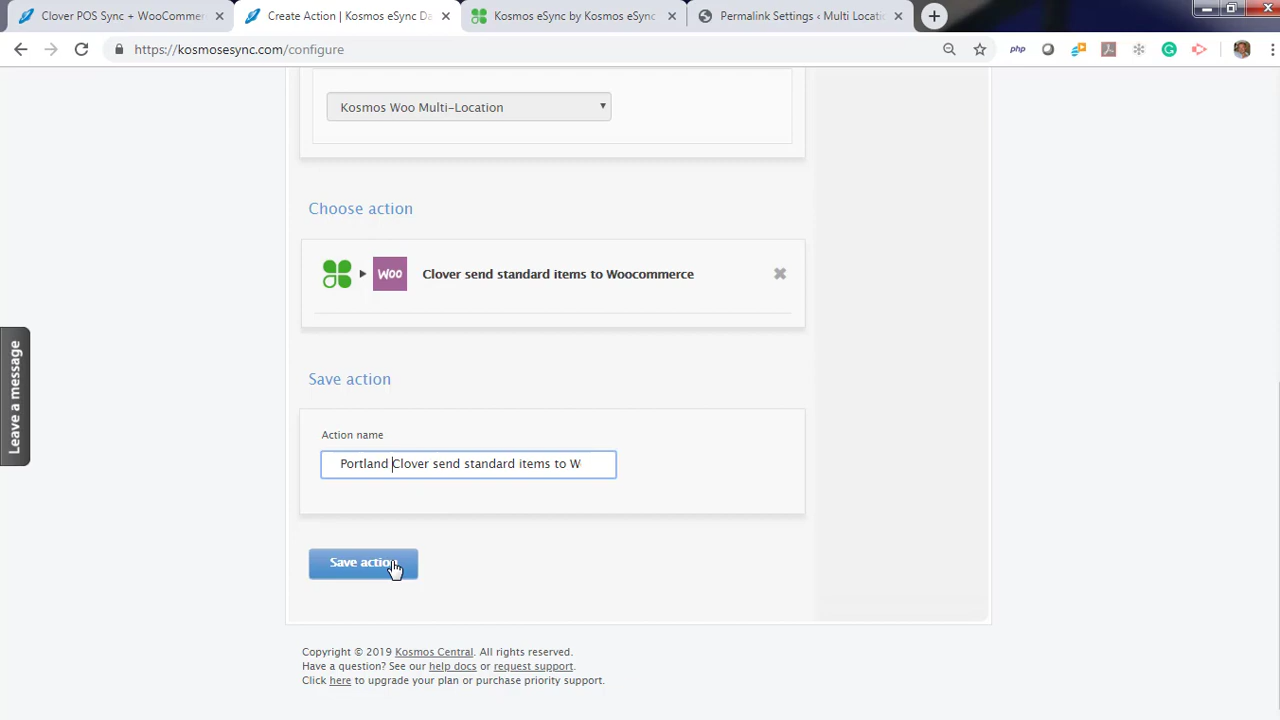 Clover POS Sync + WooCommer
Create Action | Kosmos eSync Da
Kosmos eSync by Kosmos eSync
Permalink Settings ‹ Multi Locati
https://kosmosesync.com/configure
php
Kosmos Woo Multi-Location
Choose action
WOO
Clover send standard items to Woocommerce
Save action
Action name
Portland Clover send standard items to W
Save action
Leave a message
Copyright © 2019 Kosmos Central. All rights reserved.
Have a question? See our help docs or request support.
Click here to upgrade your plan or purchase priority support.